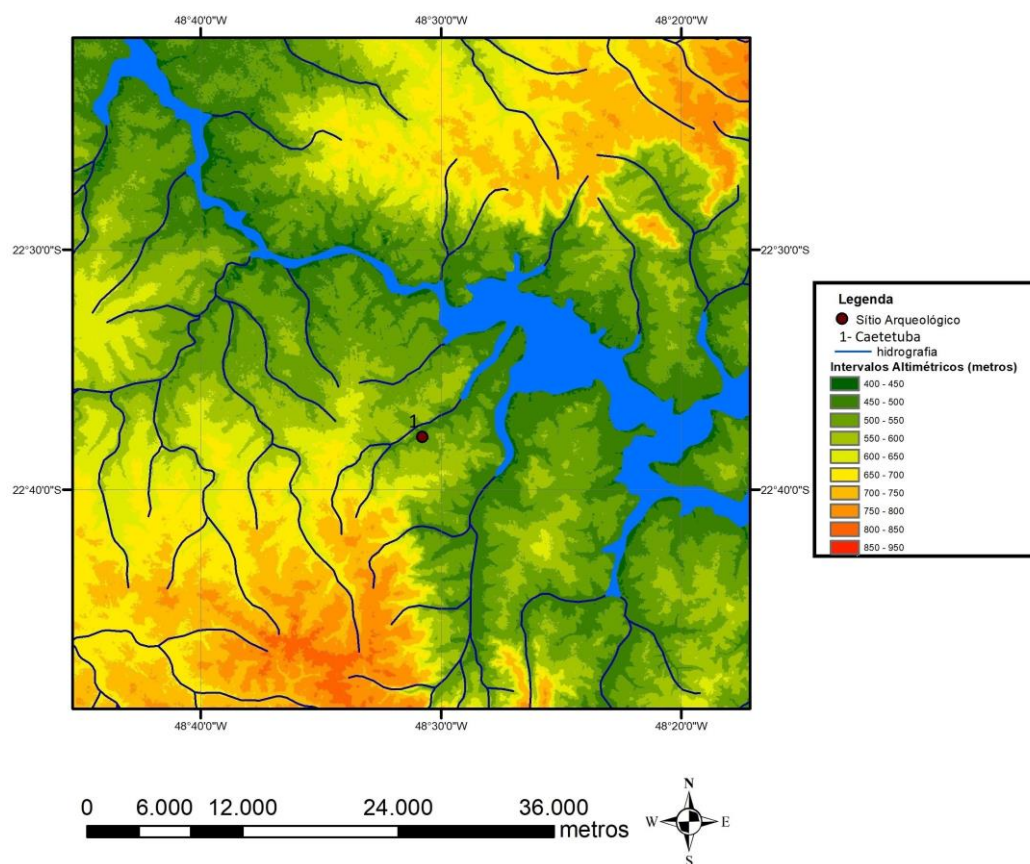 48°40'0"W 48°30'0"W 48°20'0"W
22°30'0"S 22°30'0"S
1
22°40'0"S 22°40'0"S
48°40'0"W 48°30'0"W 48°20'0"W
Legenda
Sítio Arqueológico
1- Caetetuba
hidrografia
Intervalos Altimétricos (metros)
400 - 450
450 - 500
500 - 550
550 - 600
600 - 650
650 - 700
700 - 750
750 - 800
800 - 850
850 - 950
0 6.000 12.000 24.000 36.000
metros
N
W E
S